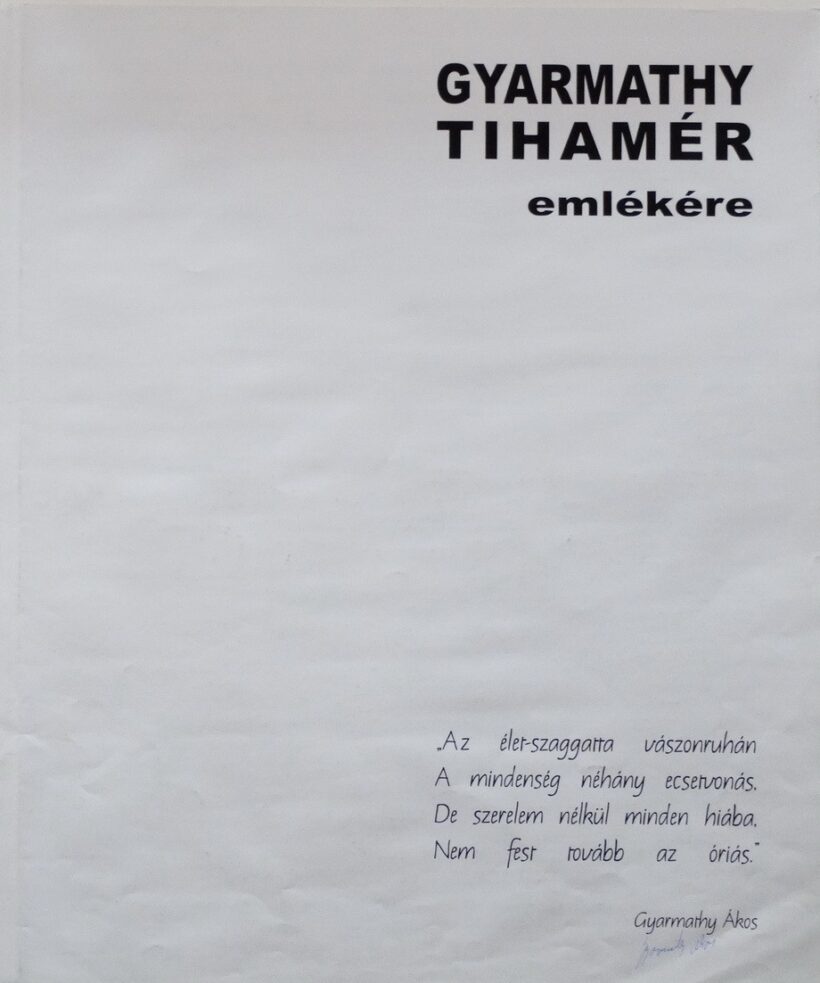 GYARMATHY
TIHAMÉR
emlékére
„Az élet-szaggatta vászonruhán
A mindenség néhány ecsetvonás.
De szerelem nélkül minden hiába.
Nem fest tovább az óriás.”
Gyarmathy Ákos